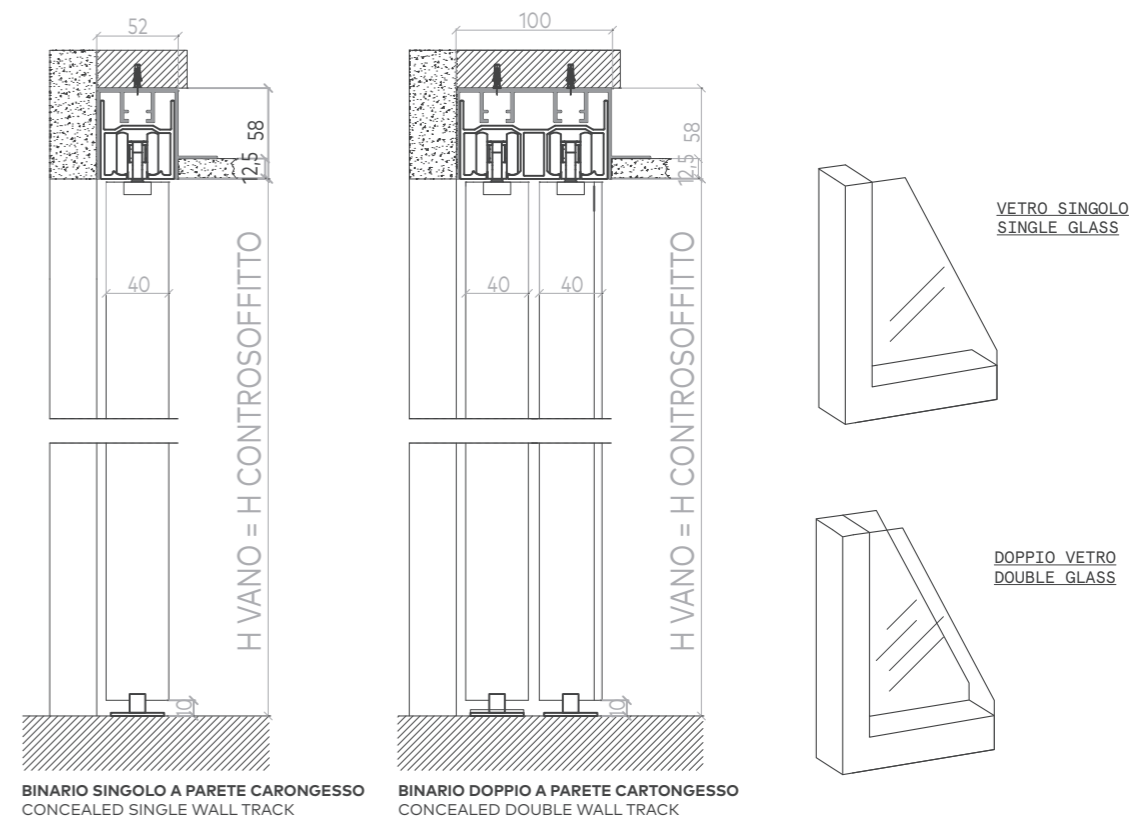 52
58
12,5
40
H VANO = H CONTROSOFFITTO
10
BINARIO SINGOLO A PARETE CARONGESSO
CONCEALED SINGLE WALL TRACK
100
58
12,5
40
40
H VANO = H CONTROSOFFITTO
10
BINARIO DOPPIO A PARETE CARTONGESSO
CONCEALED DOUBLE WALL TRACK
VETRO SINGOLO
SINGLE GLASS
DOPPIO VETRO
DOUBLE GLASS